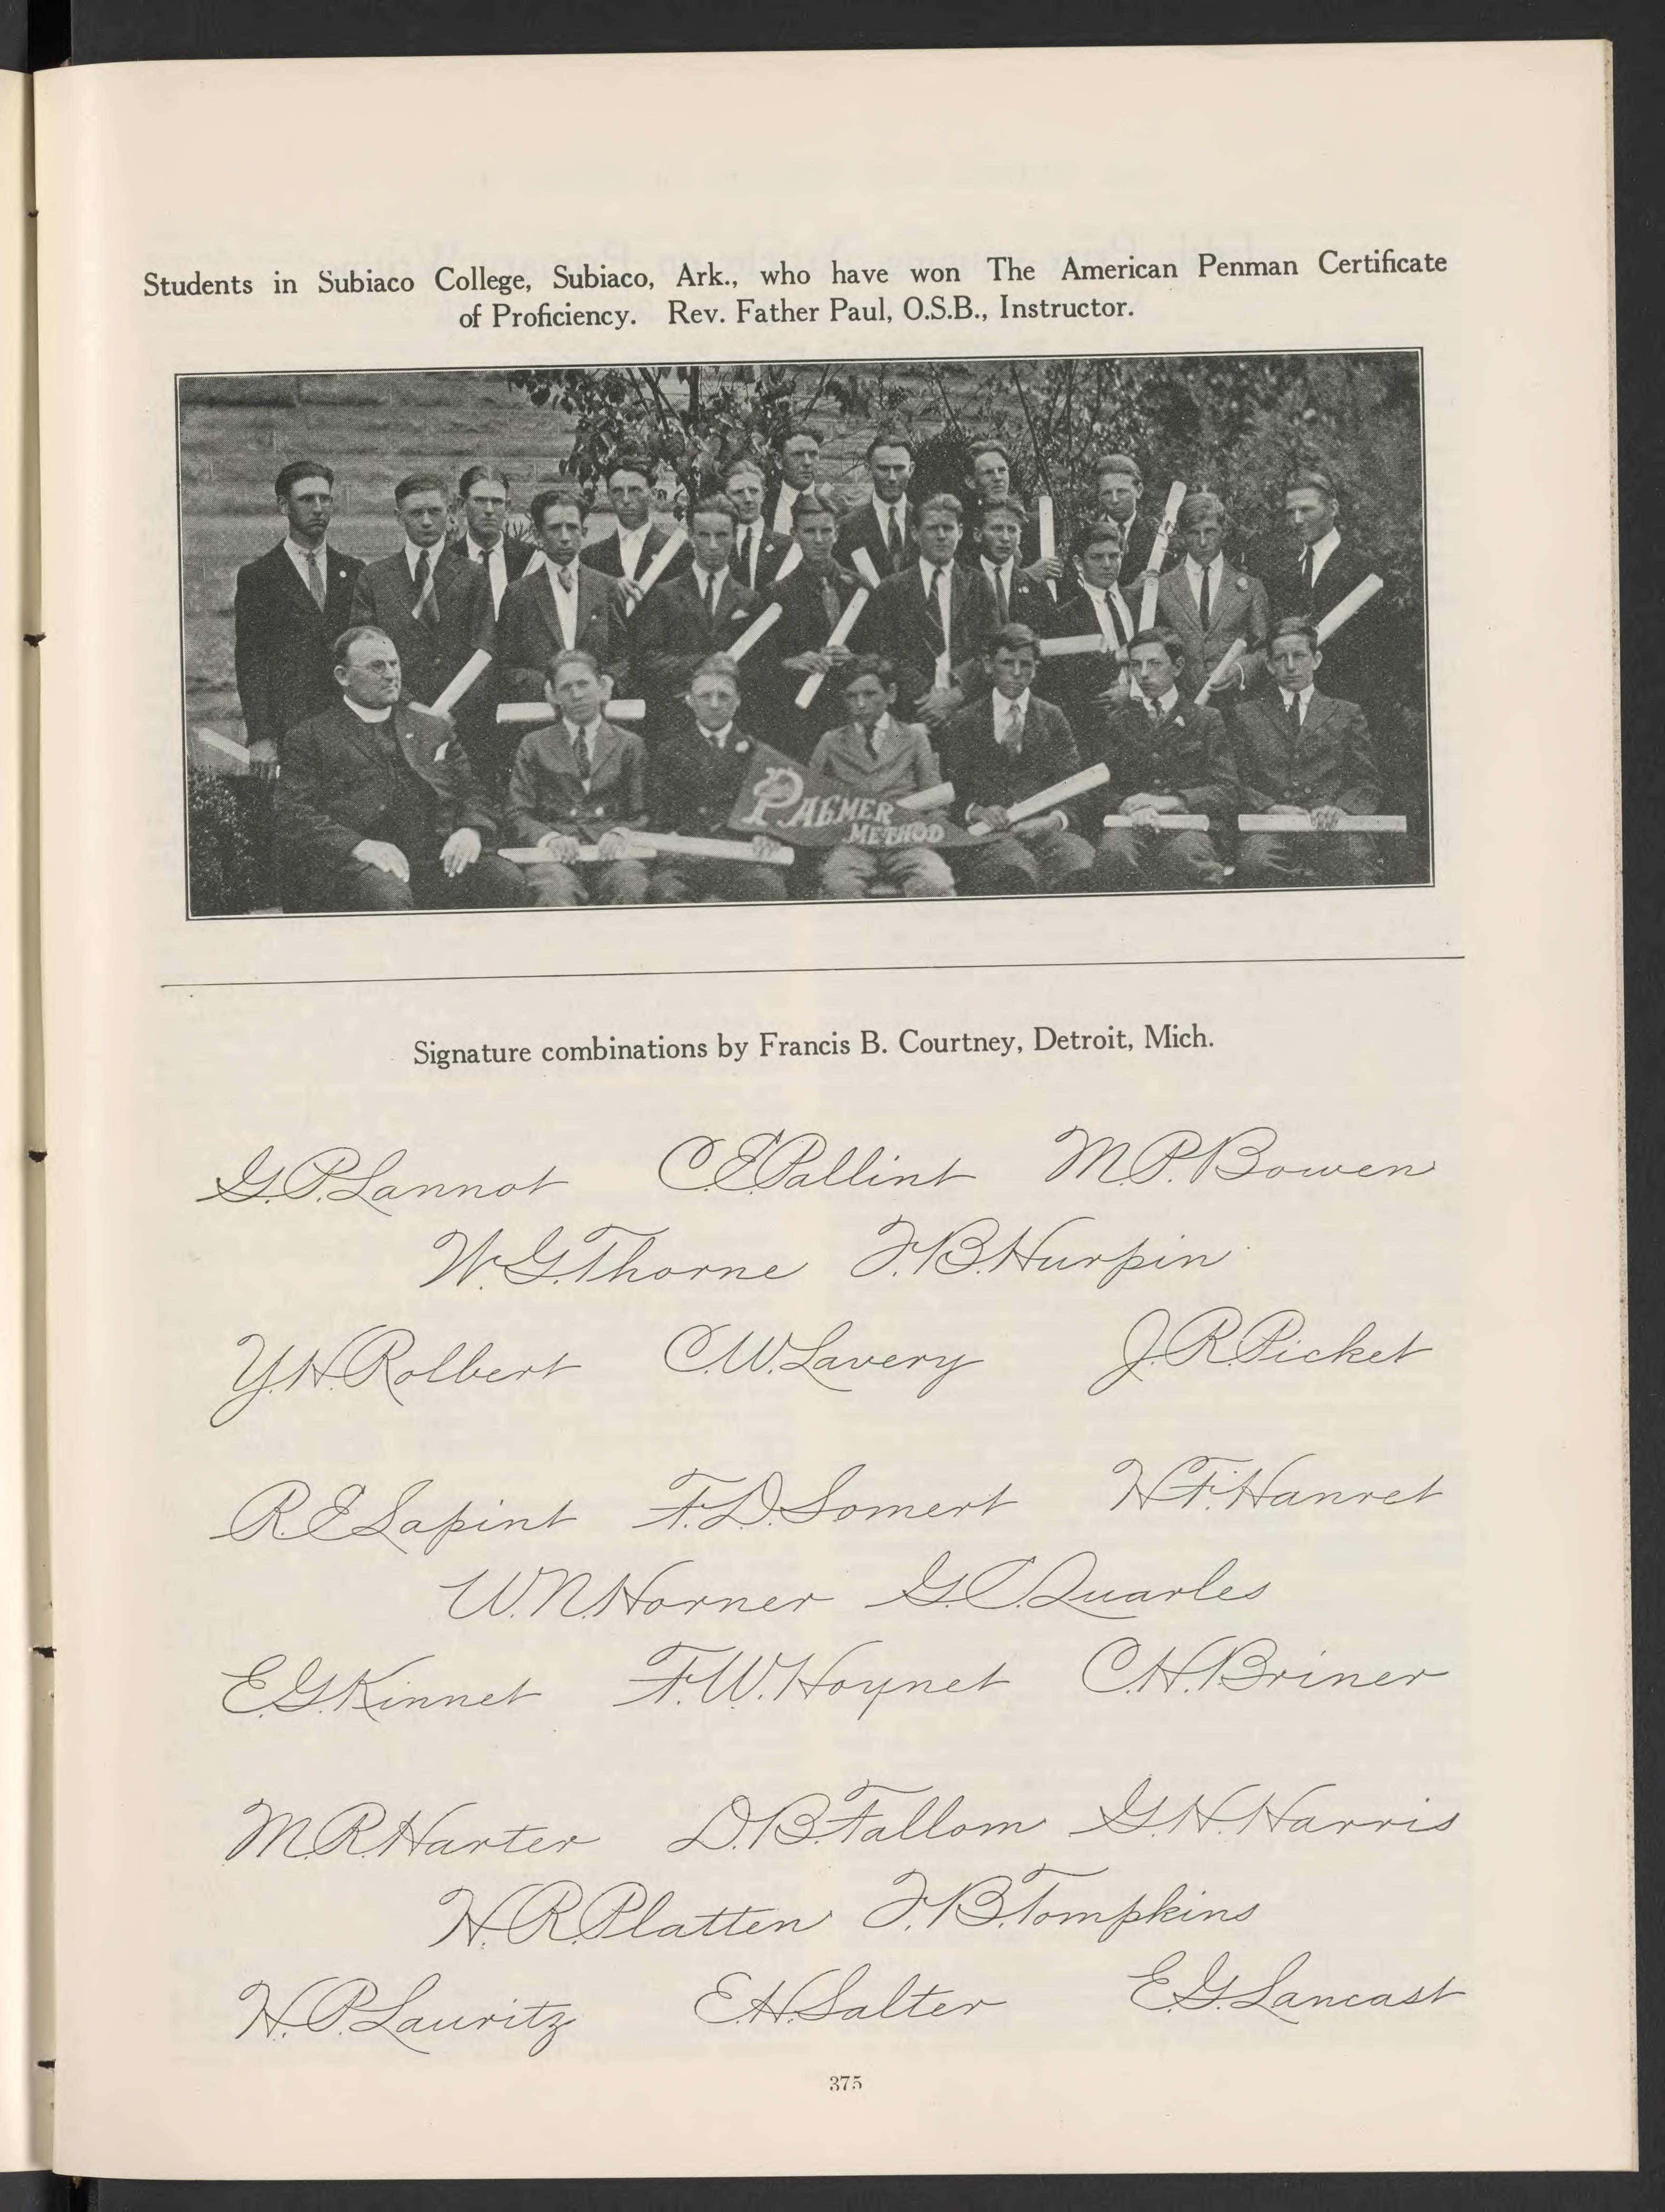 Students in Subiaco College, Subiaco, Ark., who have won The American Penman Certificate
of Proficiency. Rev. Father Paul, O.S.B., Instructor.
PALMER
METHOD
Signature combinations by Francis B. Courtney, Detroit, Mich.
G.P. Lannot C.E. Pallint M.P. Bowen
W.G. Thorne F.B. Hurpin
Y.H. Rolbert C.W. Lavery J.R. Picket
R.E. Lapint F.D. Somert H.F. Hanret
W.N. Horner G.C. Quarles
E.G. Kinnet F.W. Hoynet C.H. Briner
M.R. Harter D.B. Fallom G.H. Harris
H.R. Platten F.B. Tompkins
H.P. Lauritz E.H. Salter E.G. Lancast
375